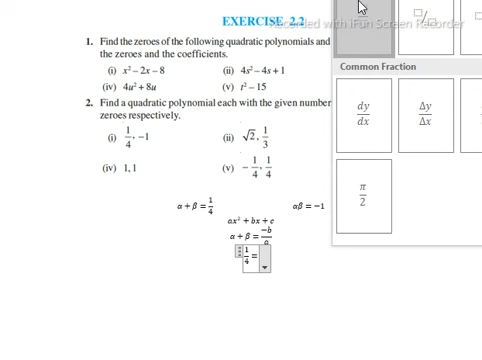 EXERCISE 2.2
Recorded with iFun Screen Recorder
1. Find the zeroes of the following quadratic polynomials and
the zeroes and the coefficients.
(i) x² – 2x – 8 (ii) 4s² – 4s + 1
(iv) 4u² + 8u (v) t² – 15
2. Find a quadratic polynomial each with the given number
zeroes respectively.
(i) 1/4, –1 (ii) √2, 1/3
(iv) 1, 1 (v) –1/4, 1/4
α + β = 1/4 αβ = −1
ax² + bx + c
α + β = −b/a
1/4 =
Common Fraction
dy/dx Δy/Δx
π/2